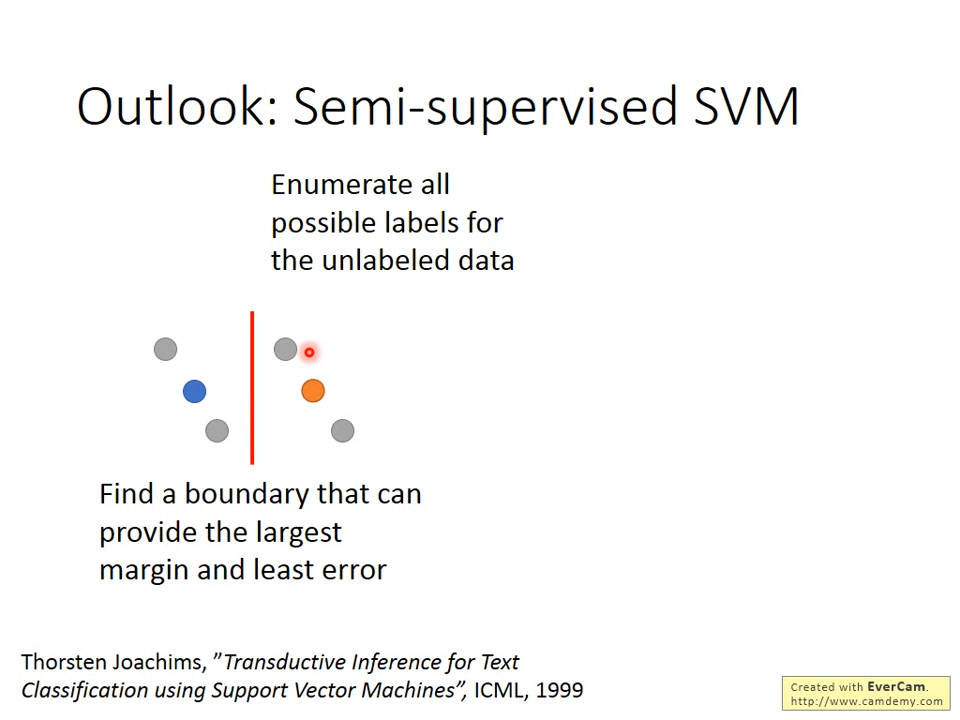 Outlook: Semi-supervised SVM
Enumerate all
possible labels for
the unlabeled data
Find a boundary that can
provide the largest
margin and least error
Thorsten Joachims, ”Transductive Inference for Text
Classification using Support Vector Machines”, ICML, 1999
Created with EverCam.
http://www.camdemy.com